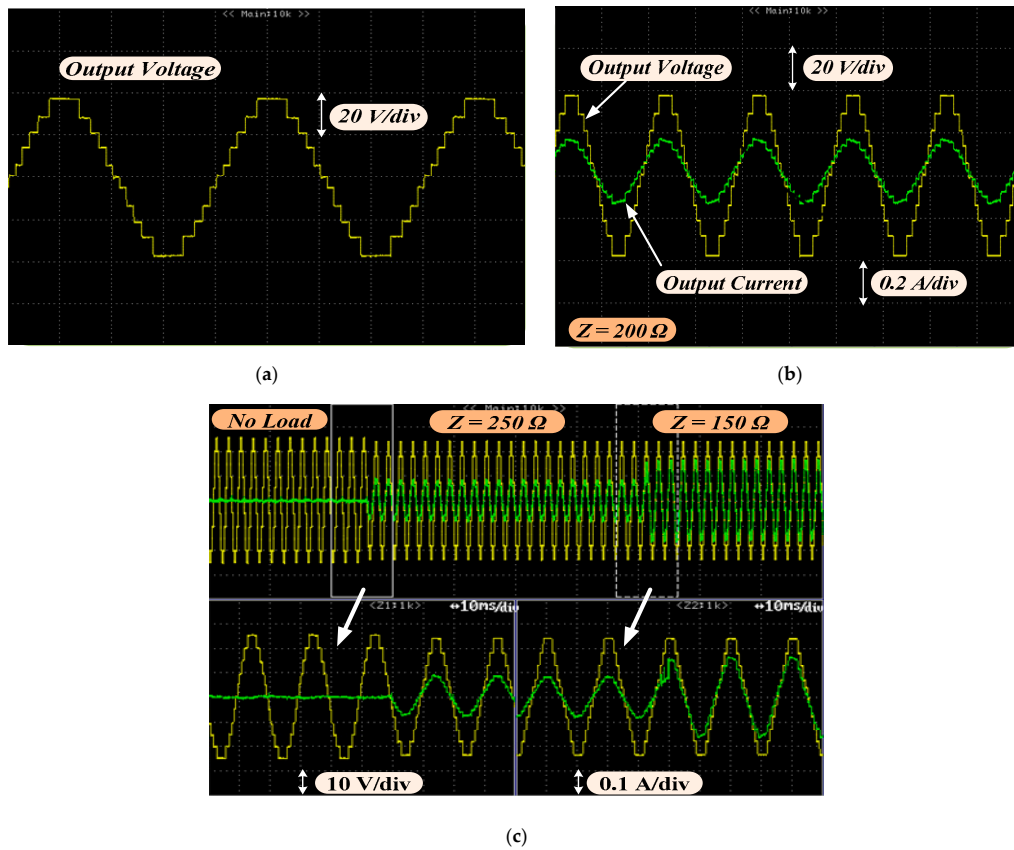 << Main:10k >>
Output Voltage
20 V/div
(a)
<< Main:10k >>
Output Voltage
20 V/div
Output Current
0.2 A/div
Z = 200 Ω
(b)
<< Main:10k >>
No Load
Z = 250 Ω
Z = 150 Ω
<Z1:1k>
10ms/div
<Z2:1k>
10ms/div
10 V/div
0.1 A/div
(c)